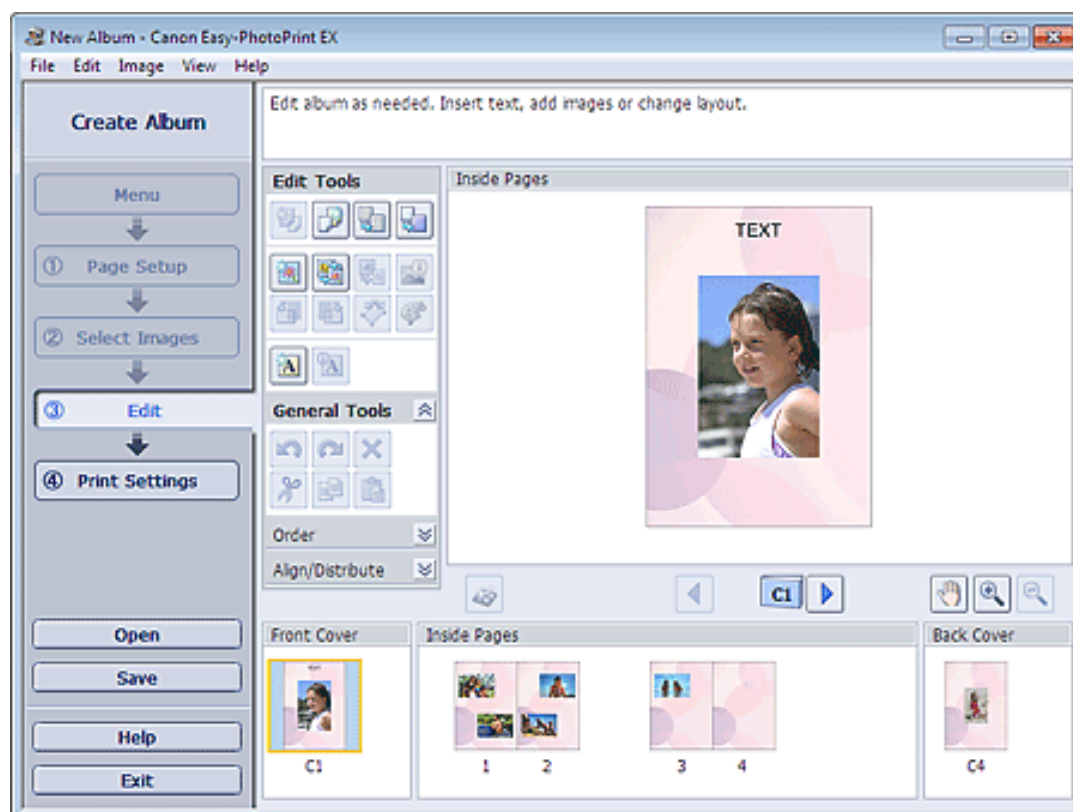 New Album - Canon Easy-PhotoPrint EX
File Edit Image View Help
Create Album
Edit album as needed. Insert text, add images or change layout.
Menu
① Page Setup
② Select Images
③ Edit
④ Print Settings
Open
Save
Help
Exit
Edit Tools
A A
General Tools
Order
Align/Distribute
Inside Pages
TEXT
C1
Front Cover
TEXT
C1
Inside Pages
1 2 3 4
Back Cover
C4